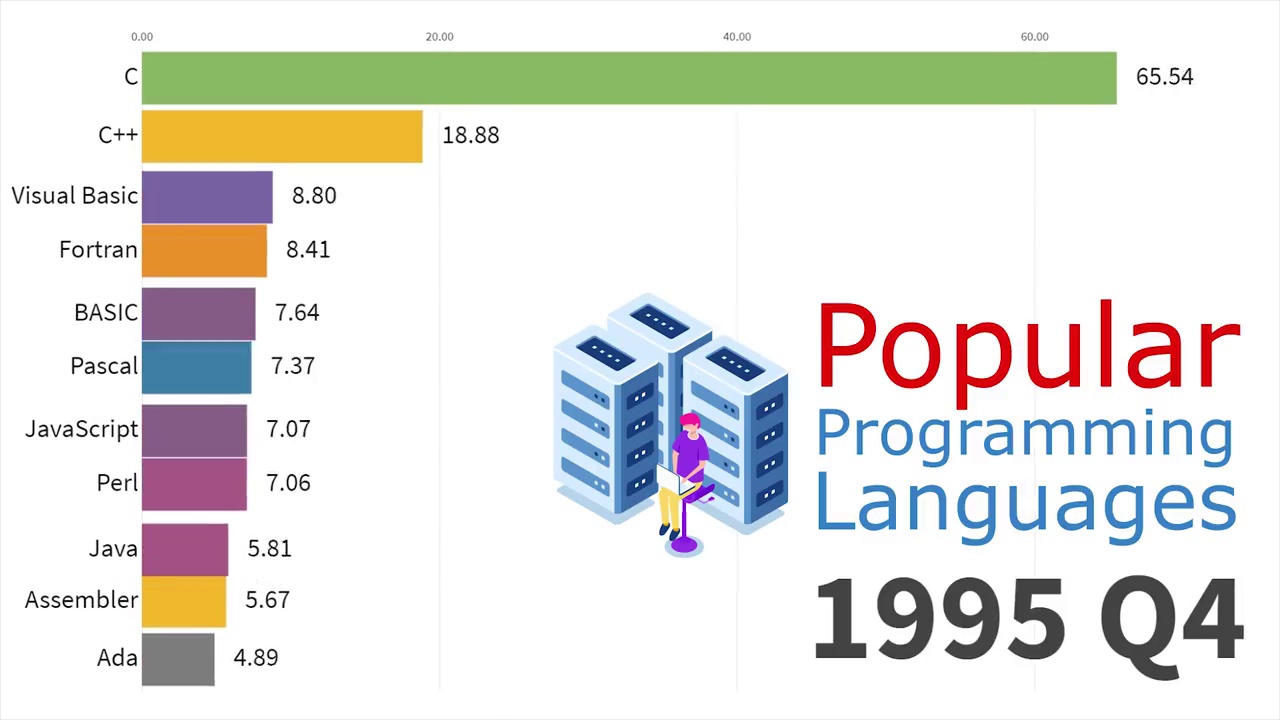 0.00 20.00 40.00 60.00
C 65.54
C++ 18.88
Visual Basic 8.80
Fortran 8.41
BASIC 7.64
Pascal 7.37
JavaScript 7.07
Perl 7.06
Java 5.81
Assembler 5.67
Ada 4.89
Popular
Programming
Languages
1995 Q4